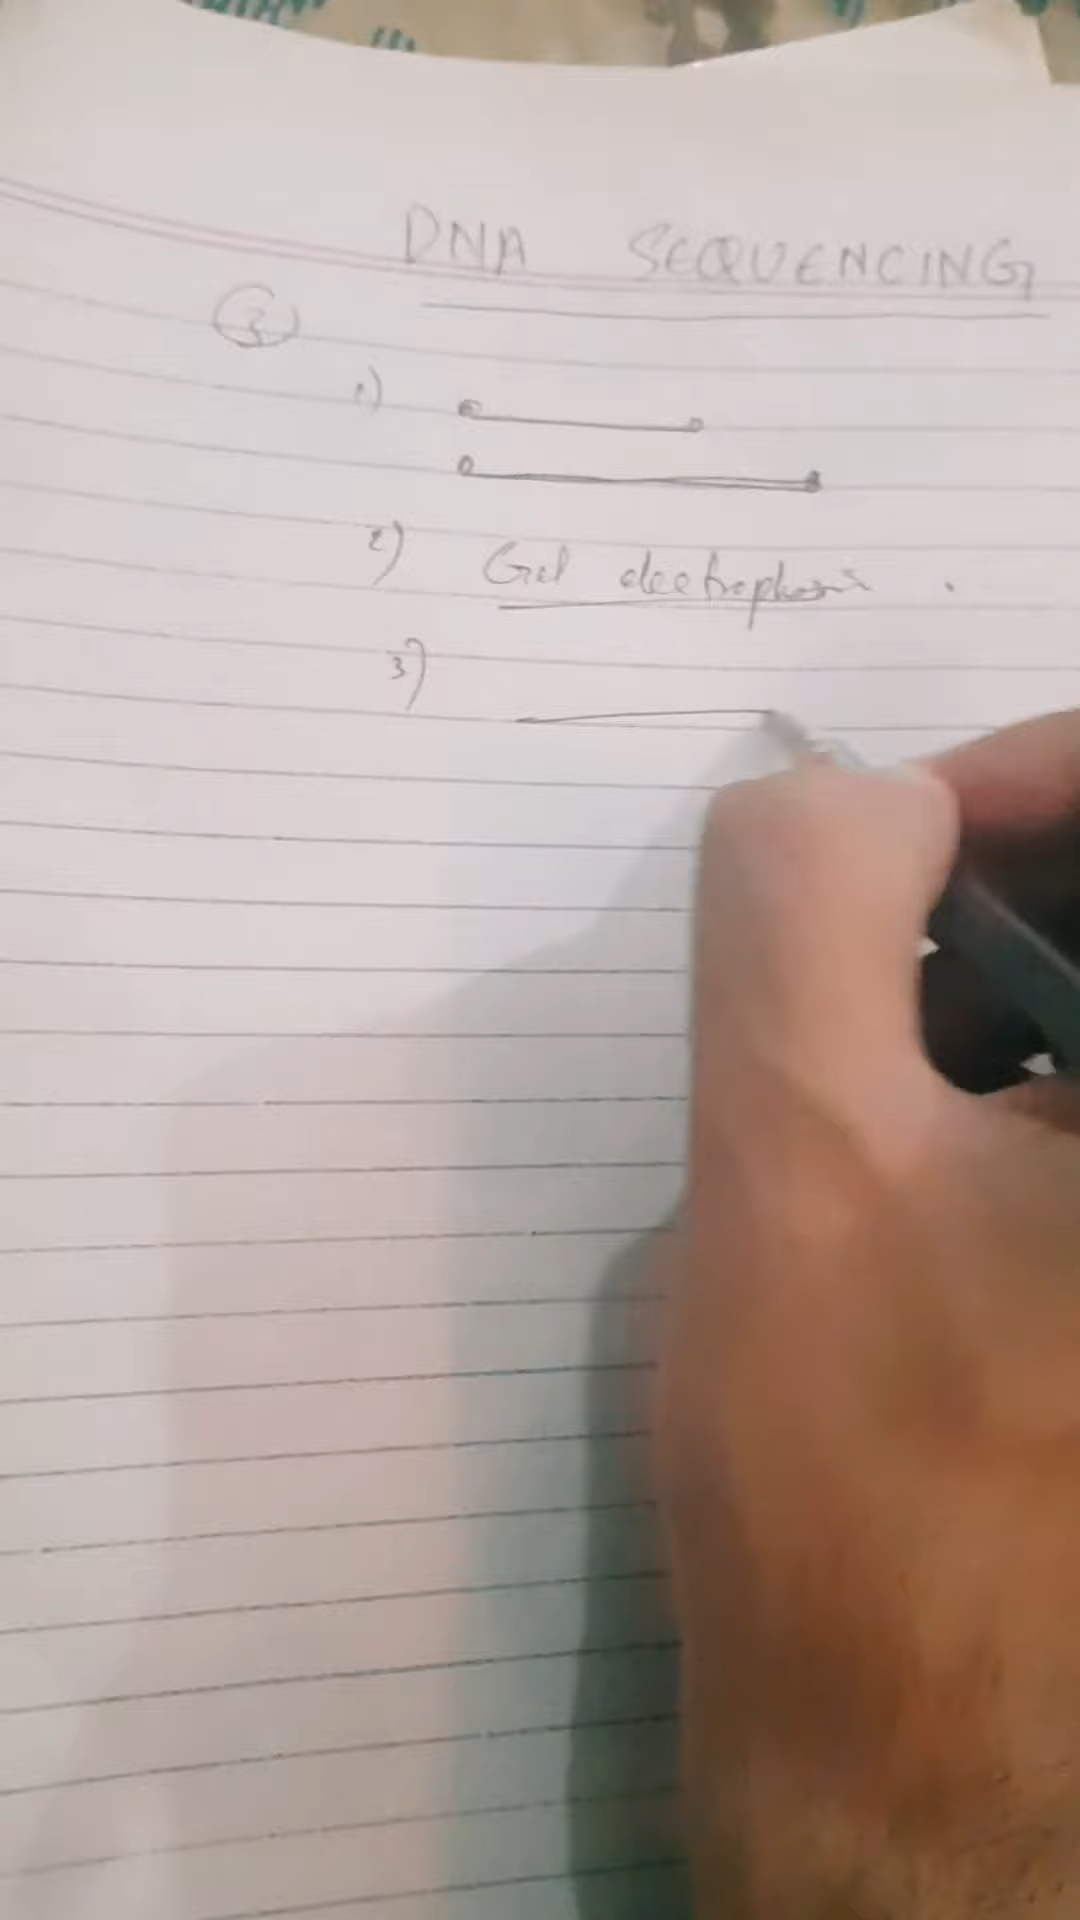 DNA SEQUENCING
3
1)
2) Gel electrophoresis .
3)